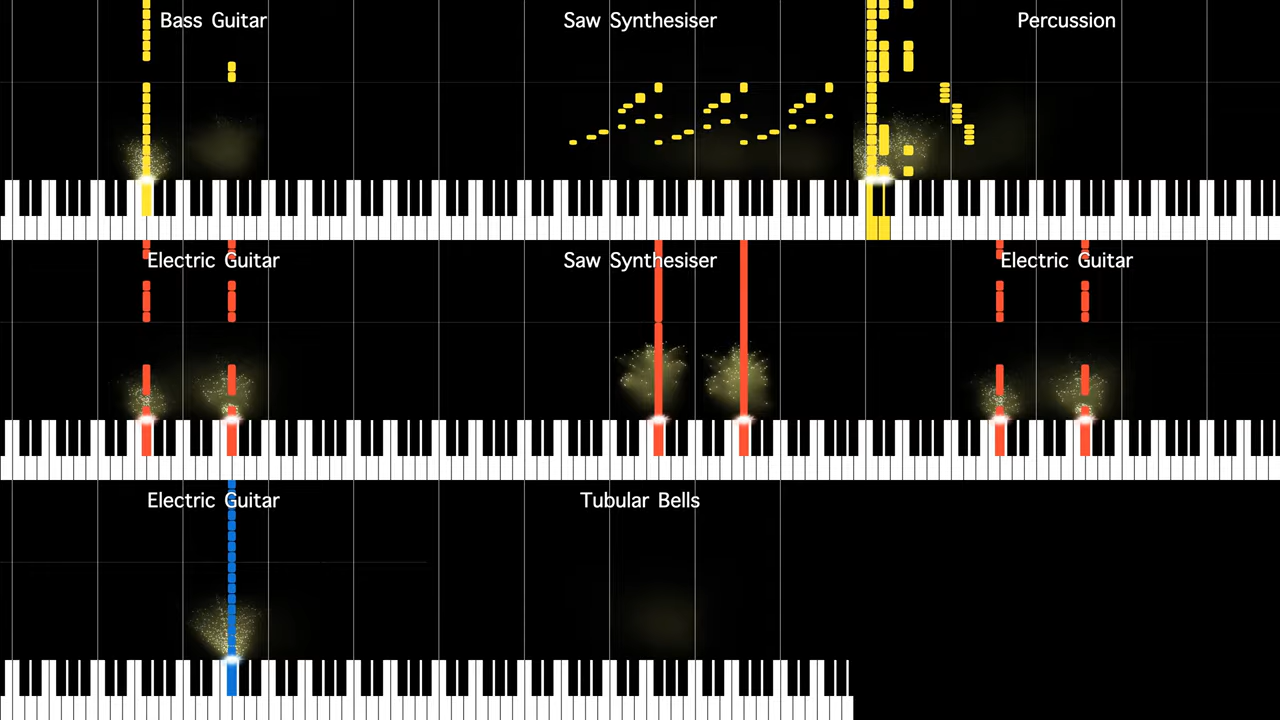 Bass Guitar
Saw Synthesiser
Percussion
Electric Guitar
Saw Synthesiser
Electric Guitar
Electric Guitar
Tubular Bells